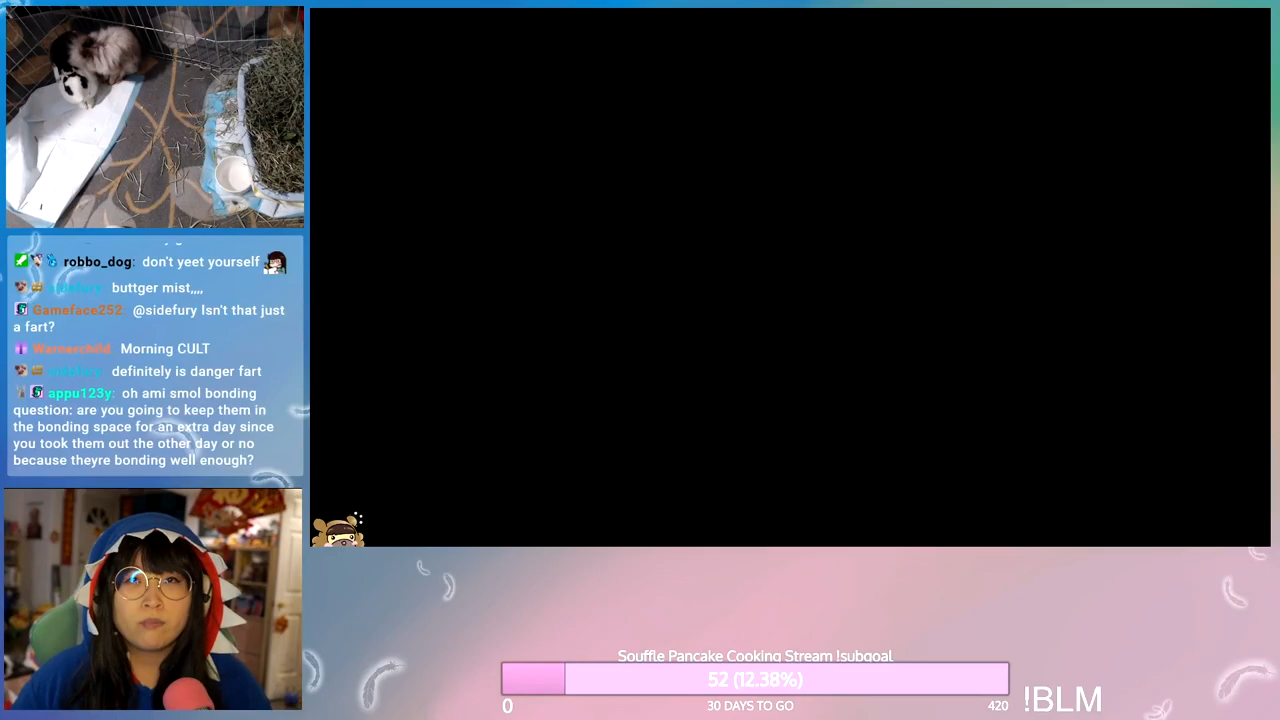 robbo_dog: don't yeet yourself
sidefury: buttger mist,,,,
Gameface252: @sidefury Isn't that just
a fart?
Warnerchild: Morning CULT
sidefury: definitely is danger fart
appu123y: oh ami smol bonding
question: are you going to keep them in
the bonding space for an extra day since
you took them out the other day or no
because theyre bonding well enough?
Souffle Pancake Cooking Stream !subgoal
52 (12.38%)
0
30 DAYS TO GO
420
!BLM